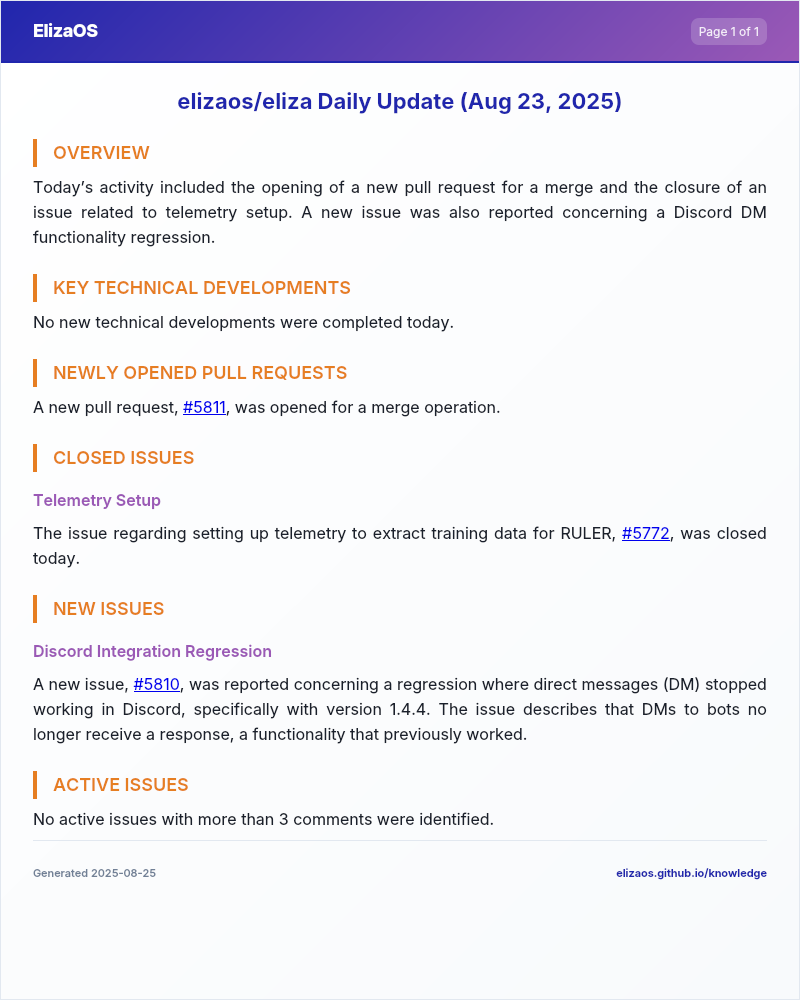 ElizaOS
Page 1 of 1
elizaos/eliza Daily Update (Aug 23, 2025)
OVERVIEW
Today's activity included the opening of a new pull request for a merge and the closure of an
issue related to telemetry setup. A new issue was also reported concerning a Discord DM
functionality regression.
KEY TECHNICAL DEVELOPMENTS
No new technical developments were completed today.
NEWLY OPENED PULL REQUESTS
A new pull request, #5811, was opened for a merge operation.
CLOSED ISSUES
Telemetry Setup
The issue regarding setting up telemetry to extract training data for RULER, #5772, was closed
today.
NEW ISSUES
Discord Integration Regression
A new issue, #5810, was reported concerning a regression where direct messages (DM) stopped
working in Discord, specifically with version 1.4.4. The issue describes that DMs to bots no
longer receive a response, a functionality that previously worked.
ACTIVE ISSUES
No active issues with more than 3 comments were identified.
Generated 2025-08-25
elizaos.github.io/knowledge